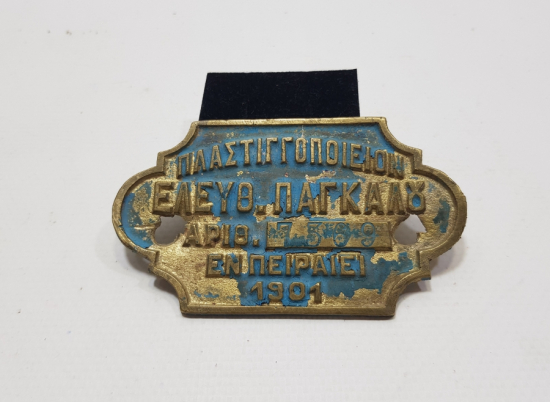 ΠΛΑΣΤΙΓΓΟΠΟΙΕΙΟΝ
ΕΛΕΥΘ. ΠΑΓΚΑΛȢ
ΑΡΙΘ.
ΕΝ ΠΕΙΡΑΙΕΙ
1901